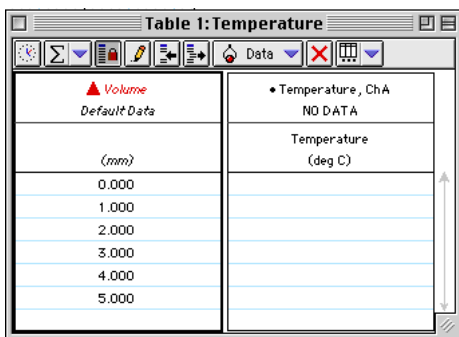 Table 1:Temperature
Σ
Data
Volume
Default Data
(mm)
• Temperature, ChA
NO DATA
Temperature
(deg C)
0.000
1.000
2.000
3.000
4.000
5.000